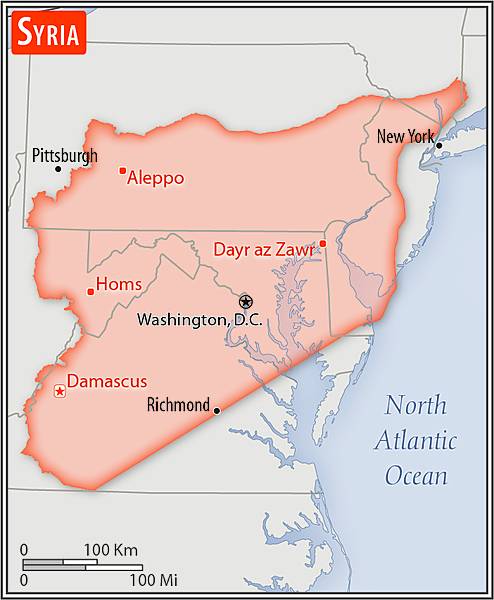 SYRIA
New York
Pittsburgh
Aleppo
Dayr az Zawr
Homs
Washington, D.C.
Damascus
Richmond
North
Atlantic
Ocean
0 100 Km
0 100 Mi